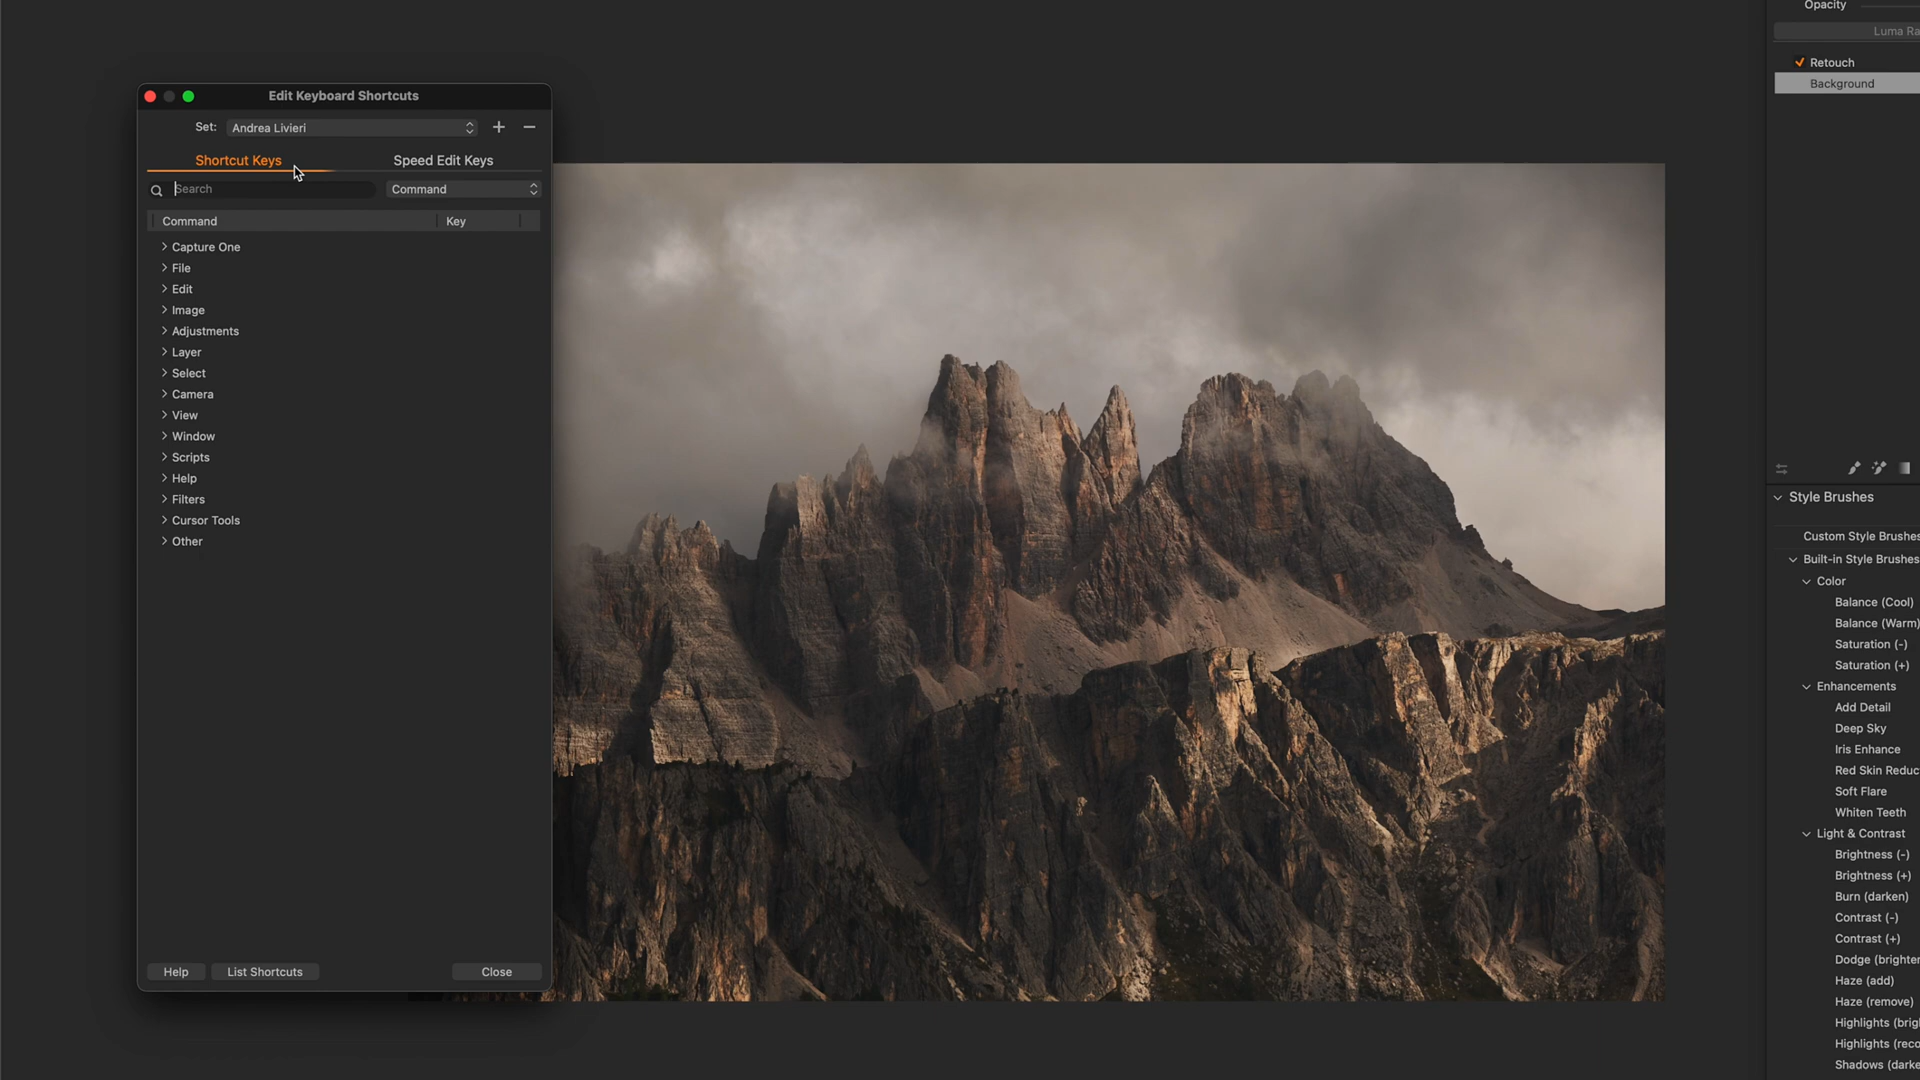 Edit Keyboard Shortcuts
Set: Andrea Livieri
Shortcut Keys Speed Edit Keys
Search Command
Command Key
Capture One
File
Edit
Image
Adjustments
Layer
Select
Camera
View
Window
Scripts
Help
Filters
Cursor Tools
Other
Help List Shortcuts Close
Opacity
Luma Ra
Retouch
Background
Style Brushes
Custom Style Brushes
Built-in Style Brushes
Color
Balance (Cool)
Balance (Warm)
Saturation (-)
Saturation (+)
Enhancements
Add Detail
Deep Sky
Iris Enhance
Red Skin Reduc
Soft Flare
Whiten Teeth
Light & Contrast
Brightness (-)
Brightness (+)
Burn (darken)
Contrast (-)
Contrast (+)
Dodge (brighten
Haze (add)
Haze (remove)
Highlights (brig
Highlights (reco
Shadows (darke